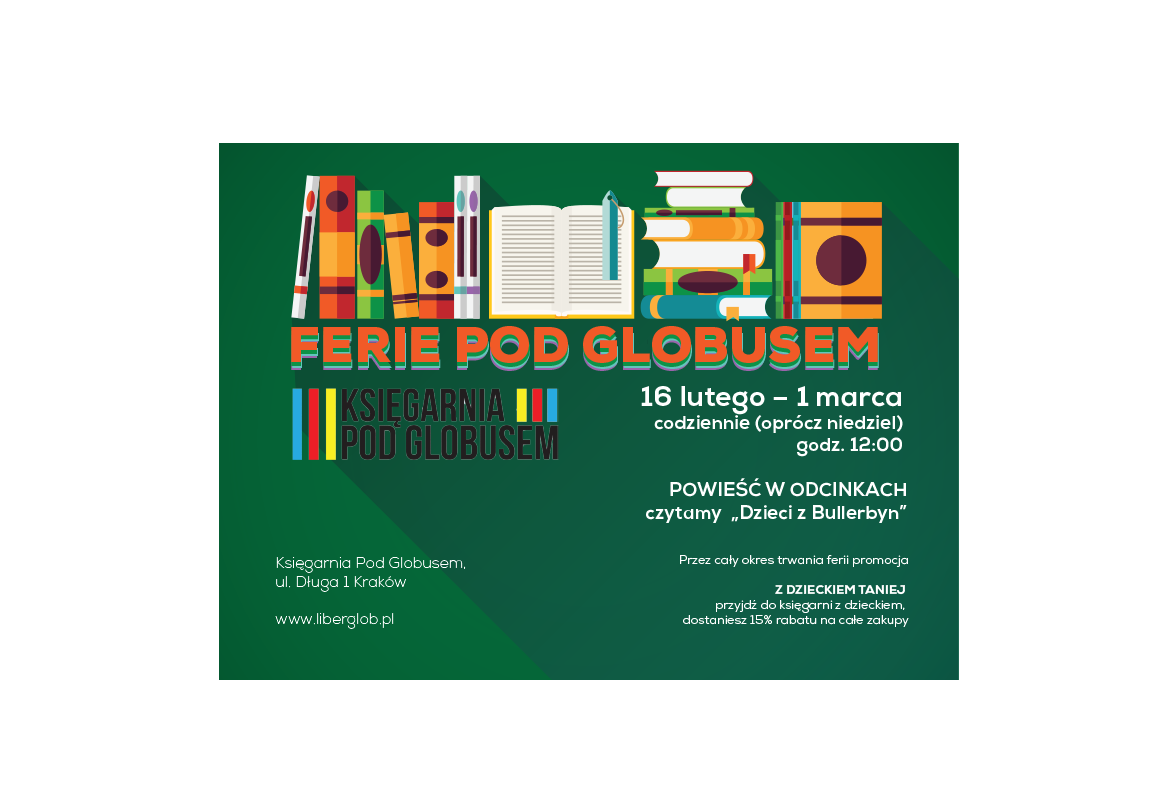 FERIE POD GLOBUSEM
KSIĘGARNIA
POD GLOBUSEM
16 lutego – 1 marca
codziennie (oprócz niedziel)
godz. 12:00
POWIEŚĆ W ODCINKACH
czytamy „Dzieci z Bullerbyn”
Księgarnia Pod Globusem,
ul. Długa 1 Kraków
www.liberglob.pl
Przez cały okres trwania ferii promocja
Z DZIECKIEM TANIEJ
przyjdź do księgarni z dzieckiem,
dostaniesz 15% rabatu na całe zakupy